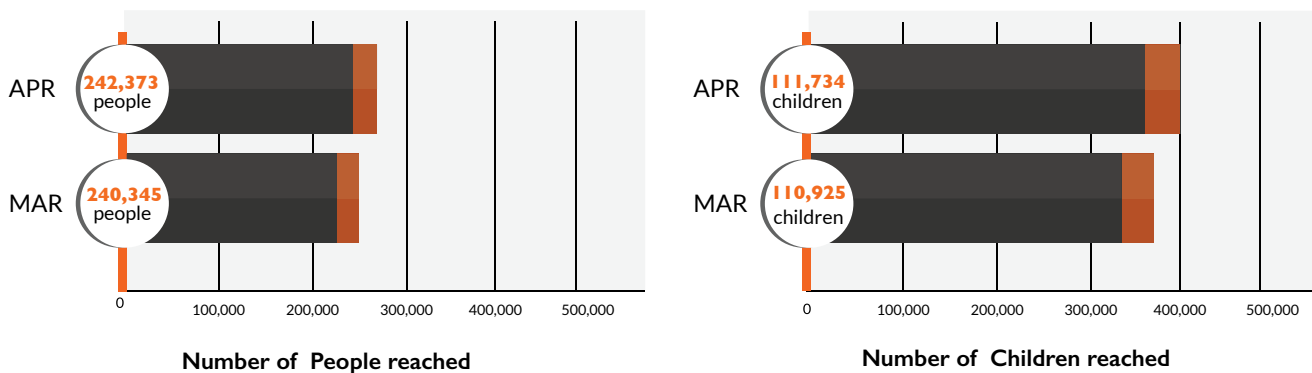 APR
242,373
people
MAR
240,345
people
0 100,000 200,000 300,000 400,000 500,000
Number of People reached
APR
111,734
children
MAR
110,925
children
0 100,000 200,000 300,000 400,000 500,000
Number of Children reached